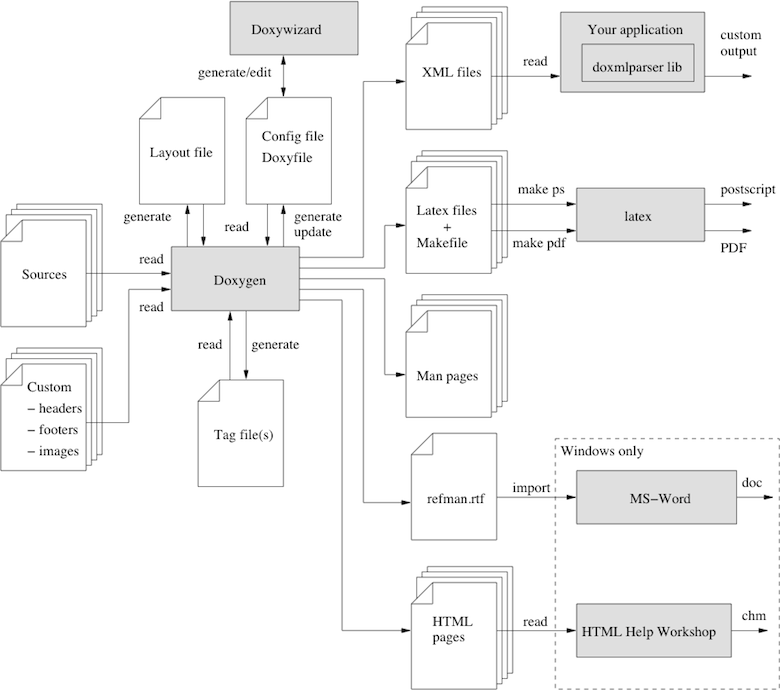 Doxywizard
generate/edit
Layout file
Config file
Doxyfile
generate
read
generate
update
Sources
read
Doxygen
read
Custom
– headers
– footers
– images
read
generate
Tag file(s)
XML files
read
Your application
doxmlparser lib
custom
output
Latex files
+
Makefile
make ps
make pdf
latex
postscript
PDF
Man pages
refman.rtf
import
Windows only
MS–Word
doc
HTML
pages
read
HTML Help Workshop
chm